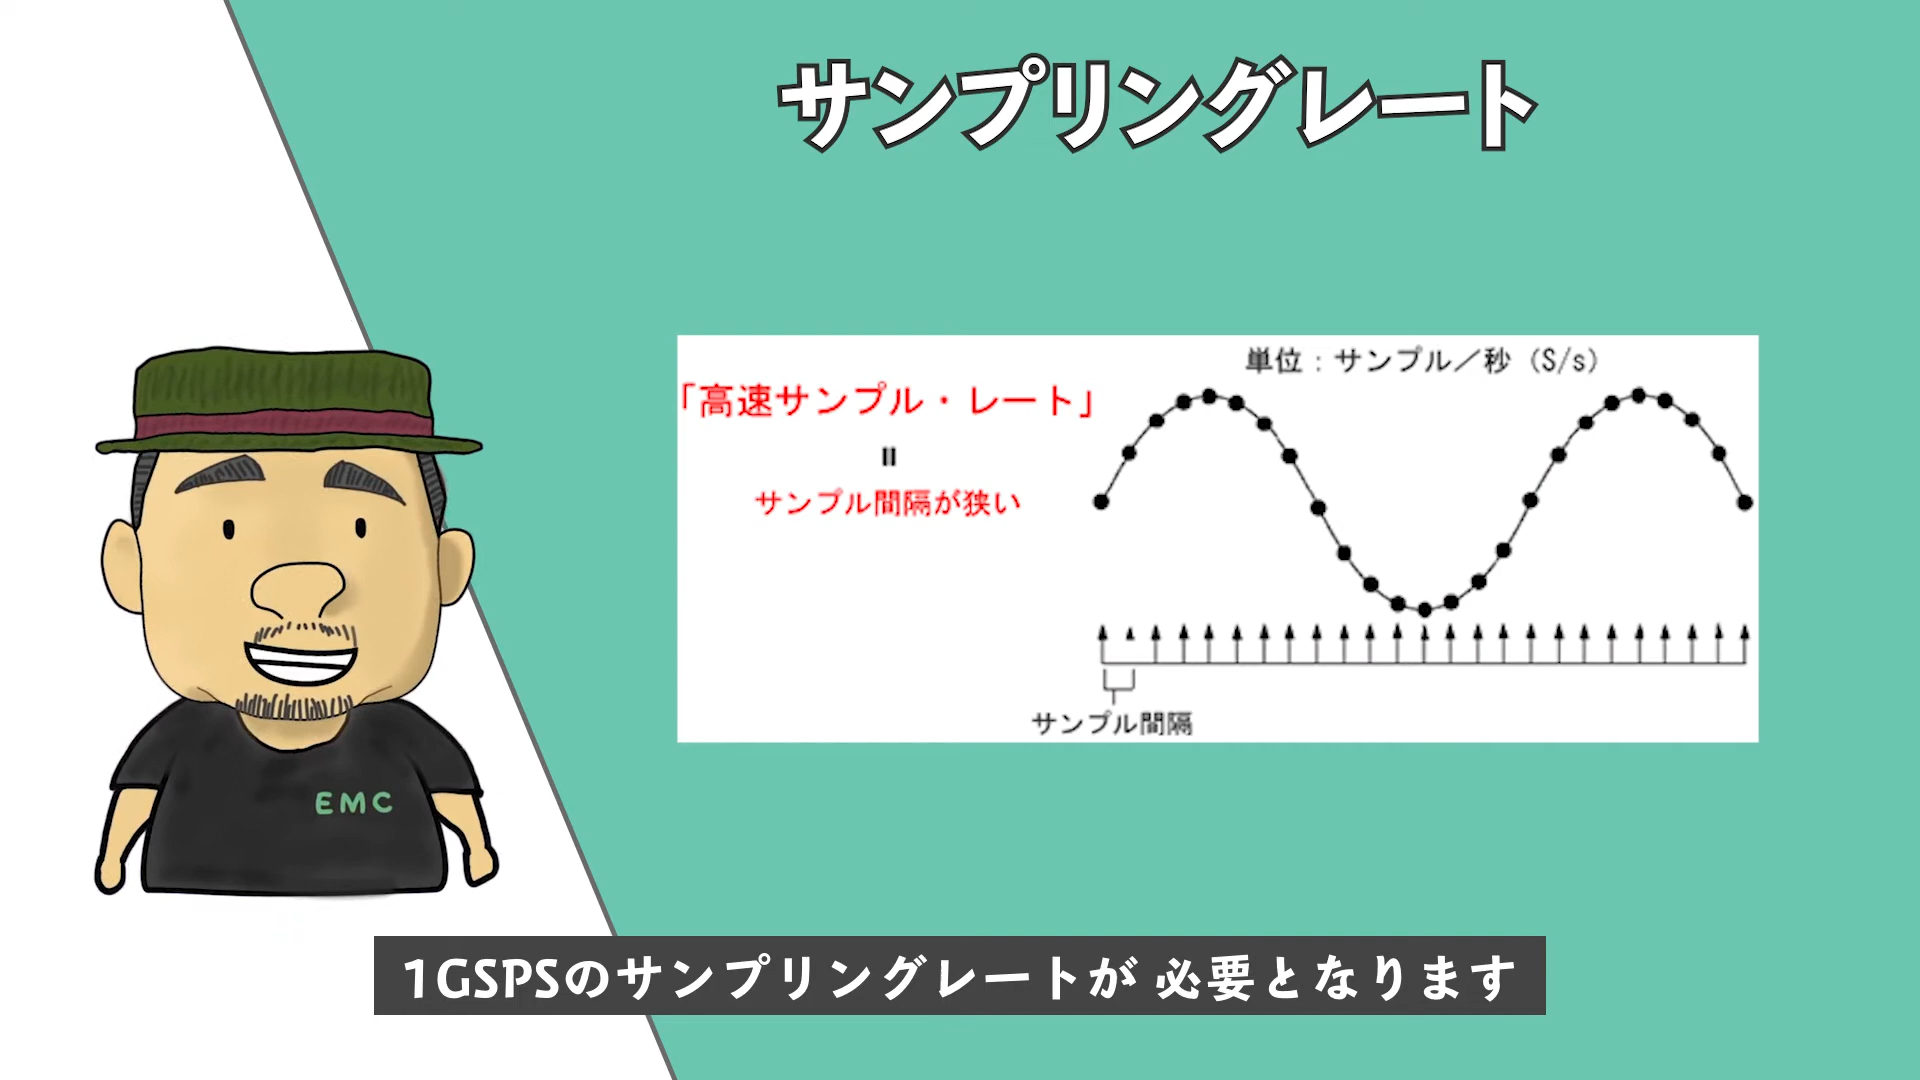 サンプリングレート
単位：サンプル／秒（S/s）
「高速サンプル・レート」
=
サンプル間隔が狭い
サンプル間隔
EMC
1GSPSのサンプリングレートが 必要となります